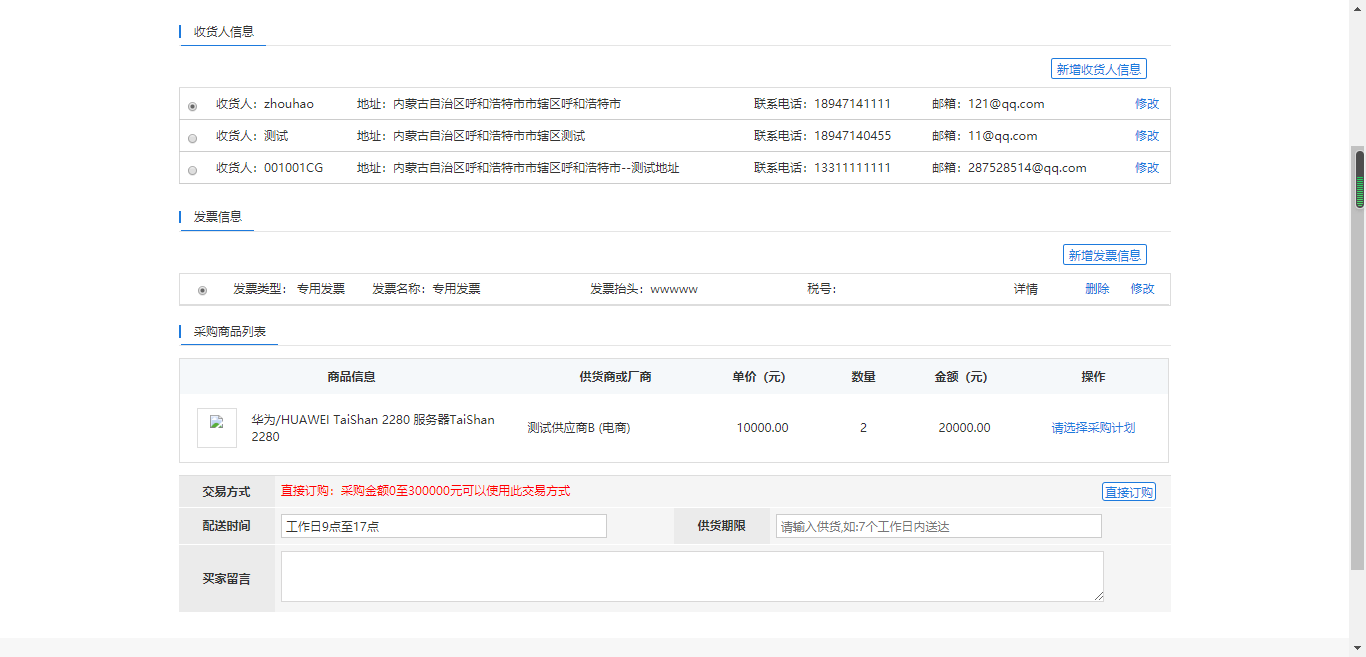 收货人信息
新增收货人信息
收货人：zhouhao 地址：内蒙古自治区呼和浩特市市辖区呼和浩特市 联系电话：18947141111 邮箱：121@qq.com 修改
收货人：测试 地址：内蒙古自治区呼和浩特市市辖区测试 联系电话：18947140455 邮箱：11@qq.com 修改
收货人：001001CG 地址：内蒙古自治区呼和浩特市市辖区呼和浩特市--测试地址 联系电话：13311111111 邮箱：287528514@qq.com 修改
发票信息
新增发票信息
发票类型： 专用发票 发票名称：专用发票 发票抬头：wwwww 税号： 详情 删除 修改
采购商品列表
商品信息 供货商或厂商 单价（元） 数量 金额（元） 操作
华为/HUAWEI TaiShan 2280 服务器TaiShan
2280
测试供应商B (电商) 10000.00 2 20000.00 请选择采购计划
交易方式 直接订购：采购金额0至300000元可以使用此交易方式 直接订购
配送时间 工作日9点至17点 供货期限 请输入供货,如:7个工作日内送达
买家留言